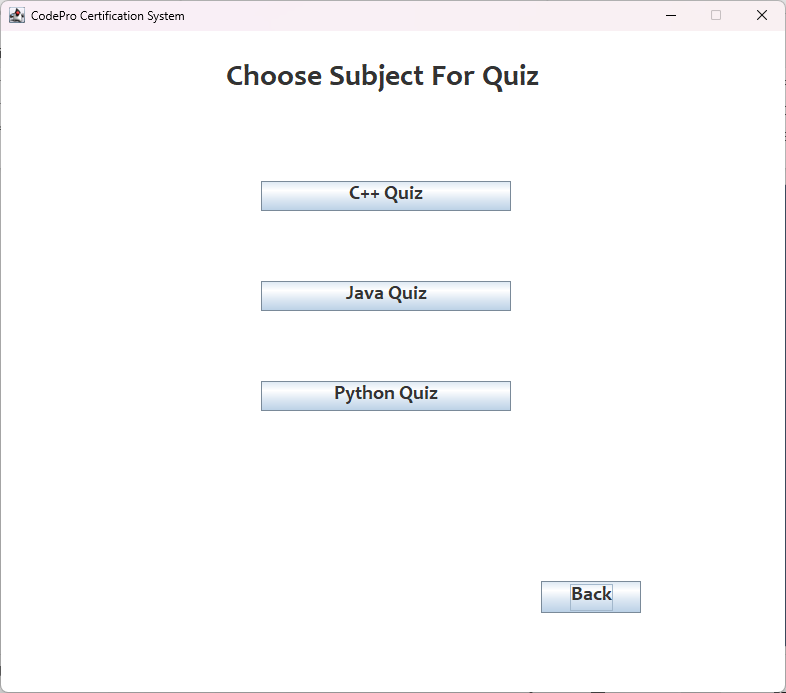 CodePro Certification System
Choose Subject For Quiz
C++ Quiz
Java Quiz
Python Quiz
Back